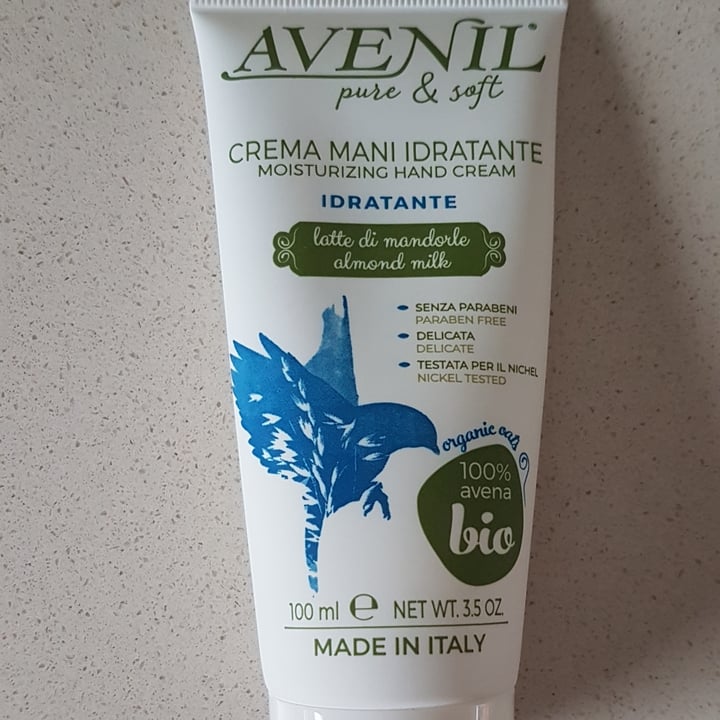 AVENIL®
pure & soft
CREMA MANI IDRATANTE
MOISTURIZING HAND CREAM
IDRATANTE
latte di mandorle
almond milk
SENZA PARABENI
PARABEN FREE
DELICATA
DELICATE
TESTATA PER IL NICHEL
NICKEL TESTED
organic oats
100%
avena
bio
100 ml ℮ NET WT. 3.5 OZ.
MADE IN ITALY